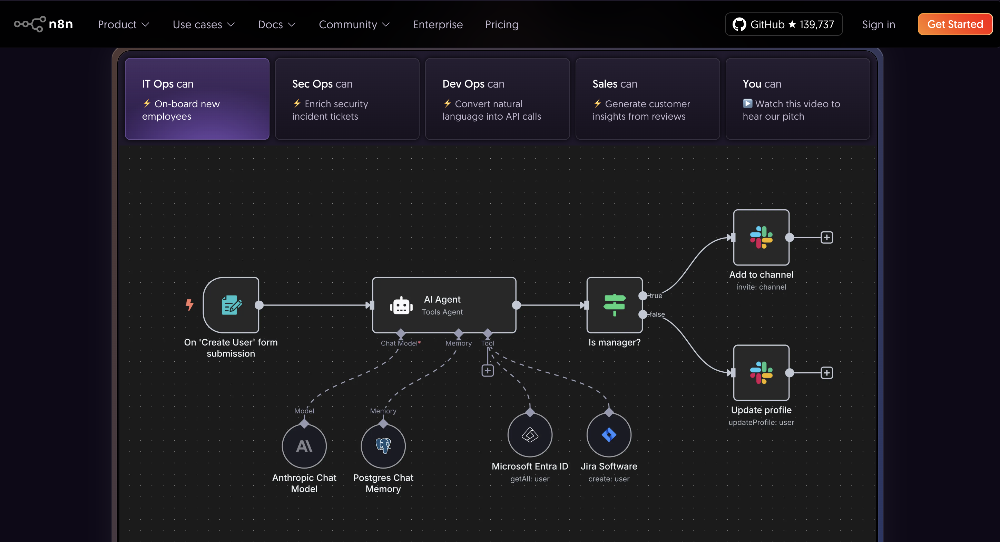 n8n
Product
Use cases
Docs
Community
Enterprise
Pricing
GitHub ★ 139,737
Sign in
Get Started
IT Ops can
⚡ On-board new
employees
Sec Ops can
⚡ Enrich security
incident tickets
Dev Ops can
⚡ Convert natural
language into API calls
Sales can
⚡ Generate customer
insights from reviews
You can
▶️ Watch this video to
hear our pitch
On 'Create User' form
submission
AI Agent
Tools Agent
Chat Model*
Memory
Tool
Is manager?
true
false
Add to channel
invite: channel
Update profile
updateProfile: user
Model
Memory
Anthropic Chat
Model
Postgres Chat
Memory
Microsoft Entra ID
getAll: user
Jira Software
create: user